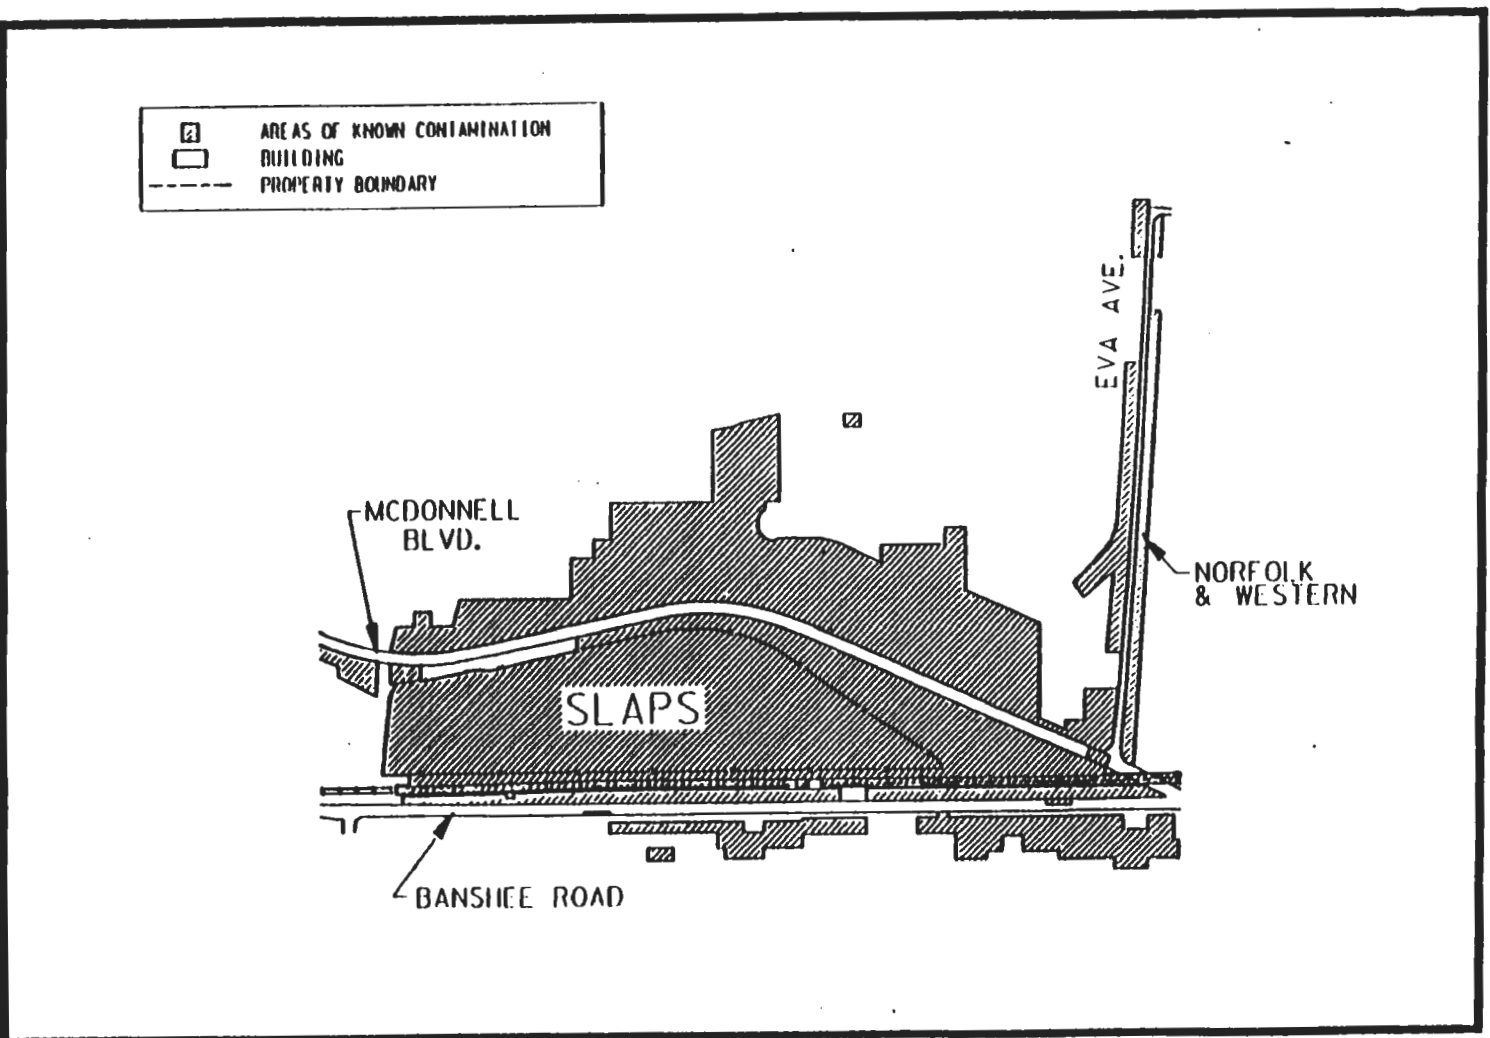 AREAS OF KNOWN CONTAMINATION
BUILDING
PROPERTY BOUNDARY
EVA AVE.
MCDONNELL
BLVD.
NORFOLK
& WESTERN
SLAPS
BANSHEE ROAD